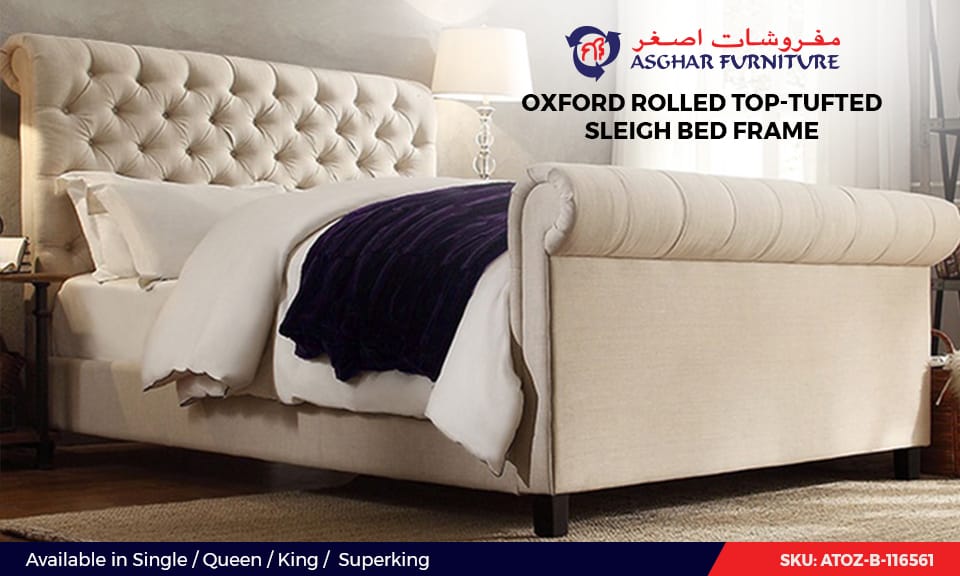 مفروشات اصغر
ASGHAR FURNITURE
OXFORD ROLLED TOP-TUFTED
SLEIGH BED FRAME
Available in Single / Queen / King /  Superking
SKU: ATOZ-B-116561